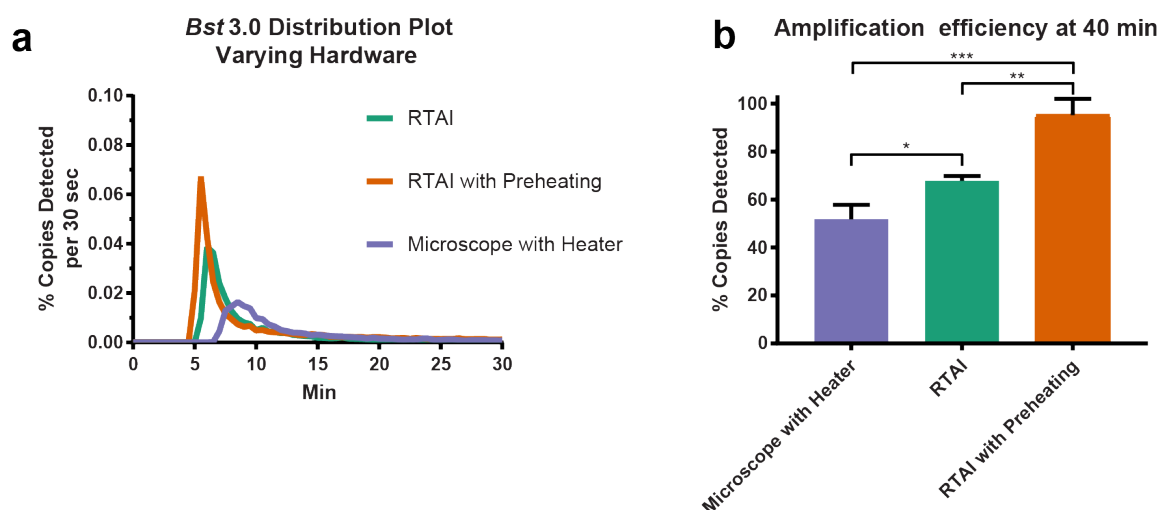 a
Bst 3.0 Distribution Plot
Varying Hardware
% Copies Detected
per 30 sec
0.10
0.08
0.06
0.04
0.02
0.00
0 5 10 15 20 25 30
Min
RTAI
RTAI with Preheating
Microscope with Heater
b
Amplification efficiency at 40 min
***
**
*
% Copies Detected
100
80
60
40
20
0
Microscope with Heater
RTAI
RTAI with Preheating